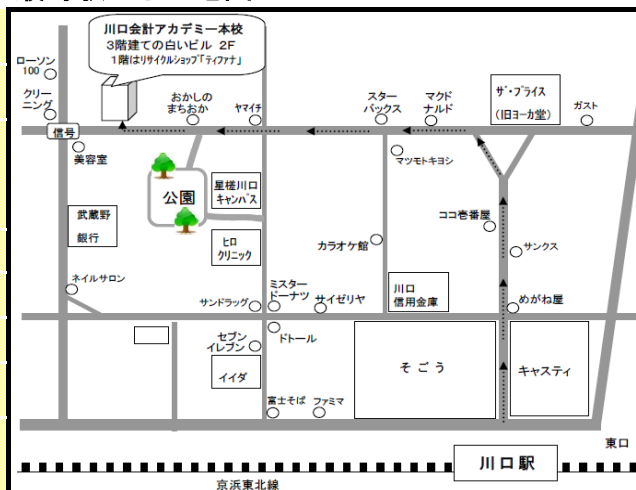 川口会計アカデミー本校
3階建ての白いビル 2F
1階はリサイクルショップ「ティファナ」
ローソン
100
クリー
ニング
信号
美容室
おかしの
まちおか
ヤマイチ
スター
バックス
マクド
ナルド
ザ・プライス
(旧ヨーカ堂)
ガスト
マツモトキヨシ
公園
星槎川口
キャンパス
武蔵野
銀行
ヒロ
クリニック
カラオケ館
ココ壱番屋
サンクス
ネイルサロン
サンドラッグ
ミスター
ドーナツ
サイゼリヤ
川口
信用金庫
めがね屋
セブン
イレブン
ドトール
イイダ
そごう
キャスティ
富士そば
ファミマ
東口
川口駅
京浜東北線